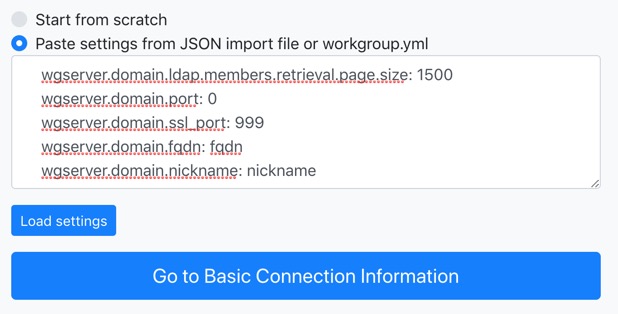 Start from scratch
Paste settings from JSON import file or workgroup.yml
wgserver.domain.ldap.members.retrieval.page.size: 1500
wgserver.domain.port: 0
wgserver.domain.ssl_port: 999
wgserver.domain.fqdn: fqdn
wgserver.domain.nickname: nickname
Load settings
Go to Basic Connection Information